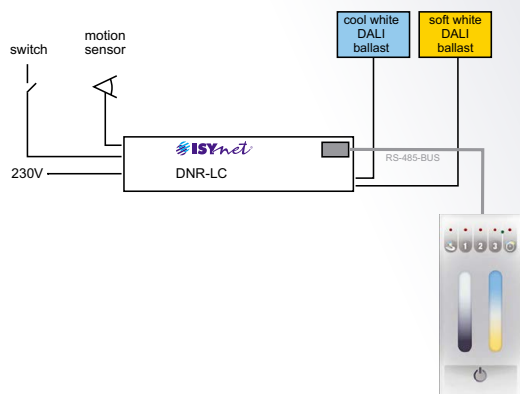 switch
motion
sensor
cool white
DALI
ballast
soft white
DALI
ballast
ISYnet
RS-485-BUS
230V
DNR-LC
1 2 3